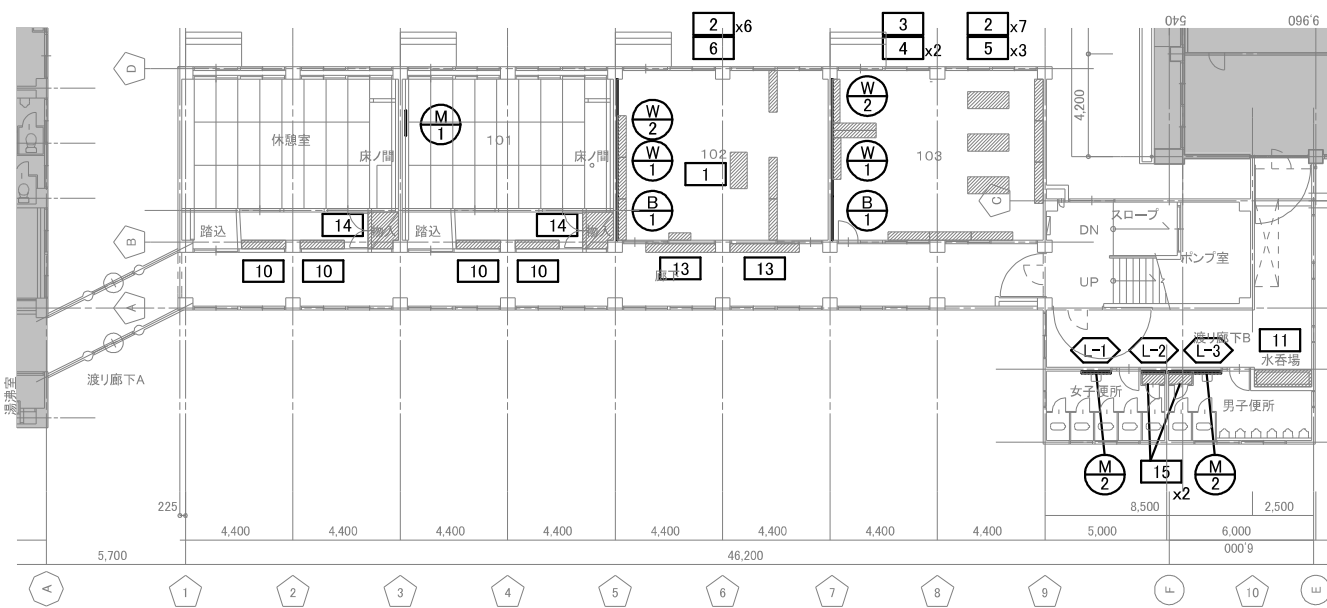 2 x6
6
3
4 x2
2 x7
5 x3
540
9,960
D
4,200
休憩室
床ノ間
M
1
101
床ノ間
W
2
W
1
B
1
102
1
W
2
W
1
B
1
103
C
踏込
14
物入
踏込
14
物入
B
スロープ
DN
UP
ポンプ室
10
10
10
10
13
廊下
13
A
渡り廊下A
湯沸室
L-1
L-2
L-3
渡り廊下B
11
水呑場
女子便所
男子便所
M
2
15
x2
M
2
225
8,500
2,500
4,400
4,400
4,400
4,400
4,400
4,400
4,400
4,400
5,000
6,000
5,700
46,200
6,000
A
1
2
3
4
5
6
7
8
9
F
10
E